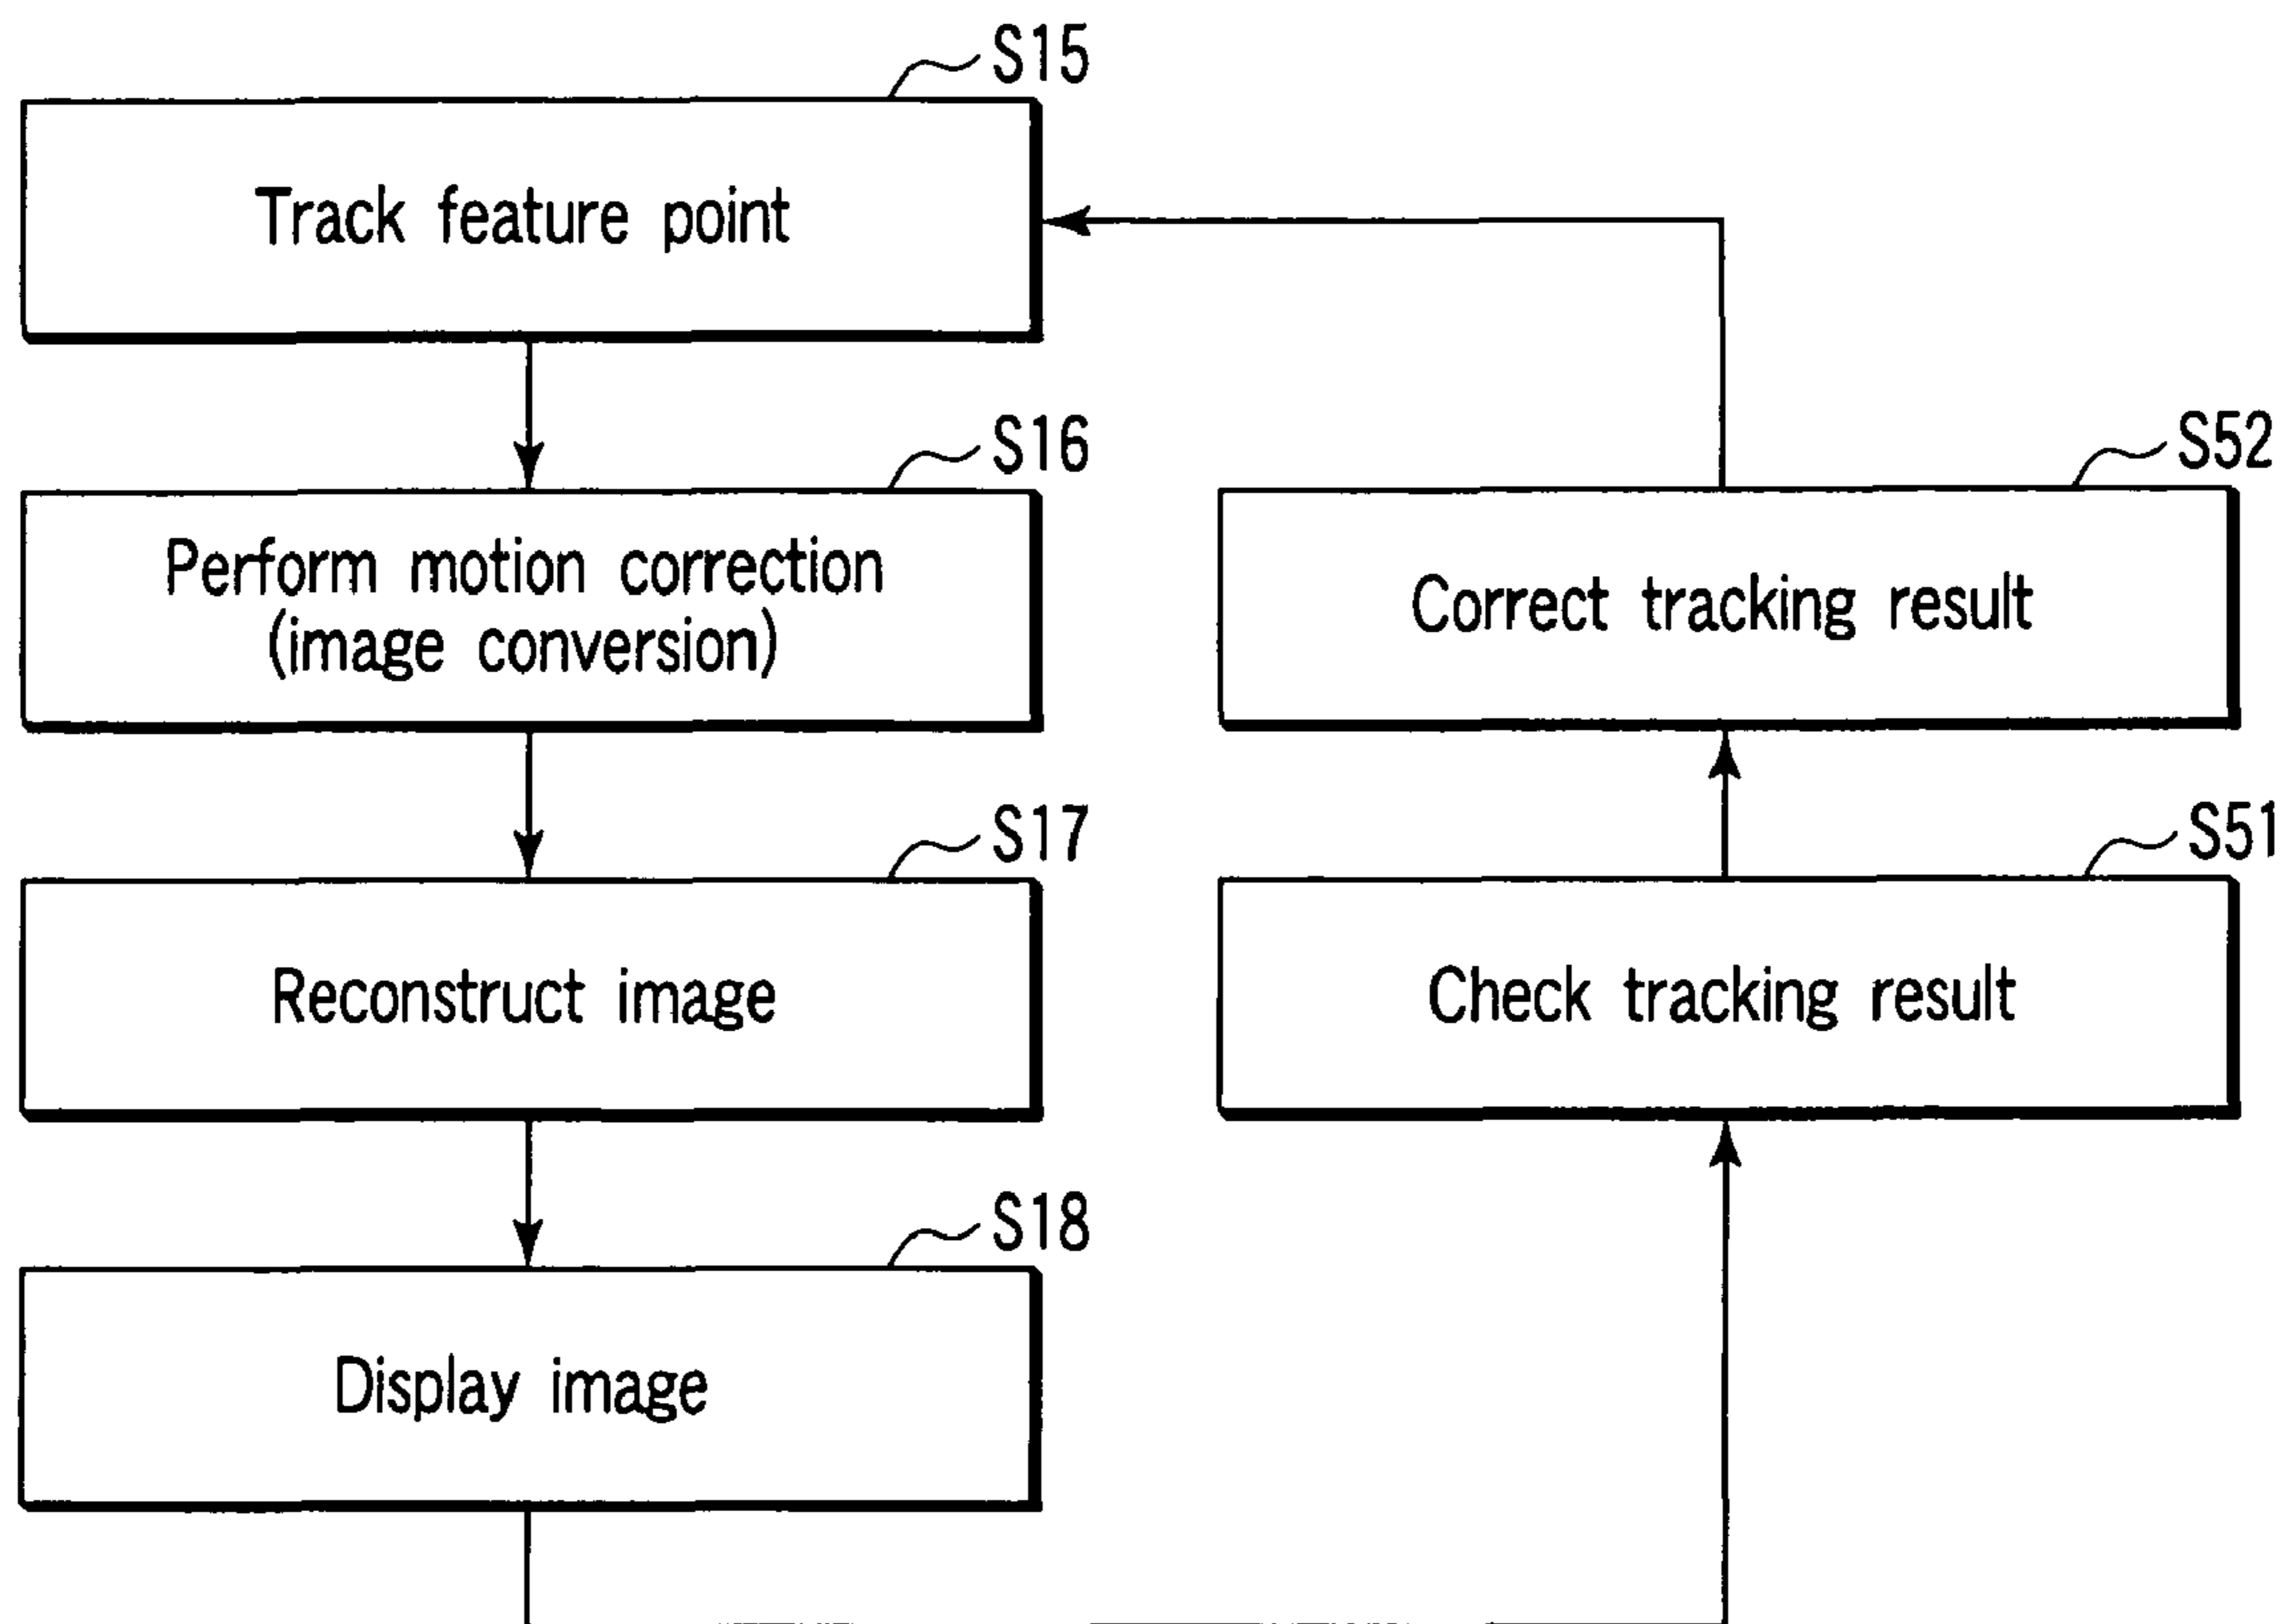 S15
Track feature point
S16
Perform motion correction
(image conversion)
S17
Reconstruct image
S18
Display image
S52
Correct tracking result
S51
Check tracking result